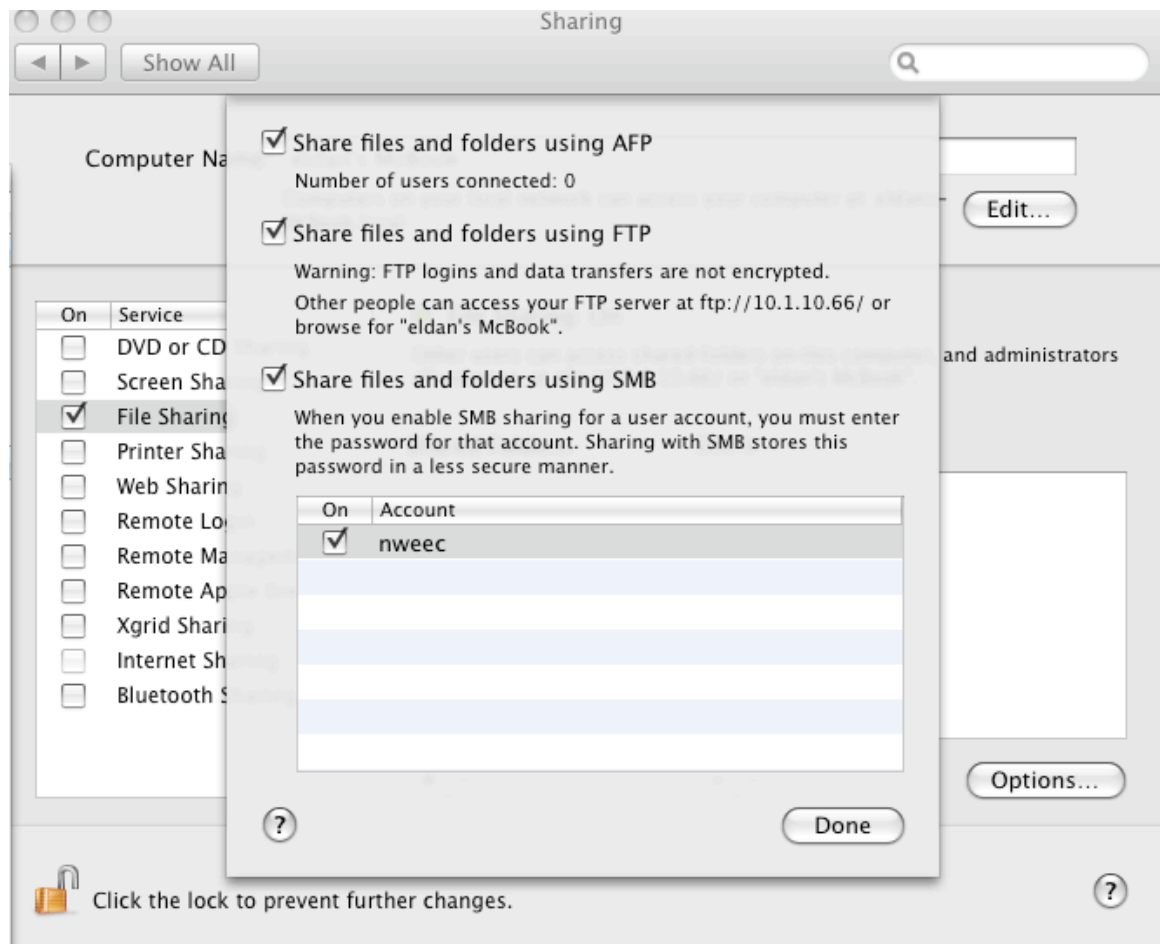 Sharing
Show All
Computer Na
Edit...
Share files and folders using AFP
Number of users connected: 0
Share files and folders using FTP
Warning: FTP logins and data transfers are not encrypted.
Other people can access your FTP server at ftp://10.1.10.66/ or
browse for "eldan's McBook".
Share files and folders using SMB
When you enable SMB sharing for a user account, you must enter
the password for that account. Sharing with SMB stores this
password in a less secure manner.
On Account
nweec
Done
On Service
DVD or CD Sharing
Screen Sha
File Sharing
Printer Sha
Web Sharin
Remote Lo
Remote Ma
Remote Ap
Xgrid Shari
Internet Sh
Bluetooth S
and administrators
Options...
Click the lock to prevent further changes.